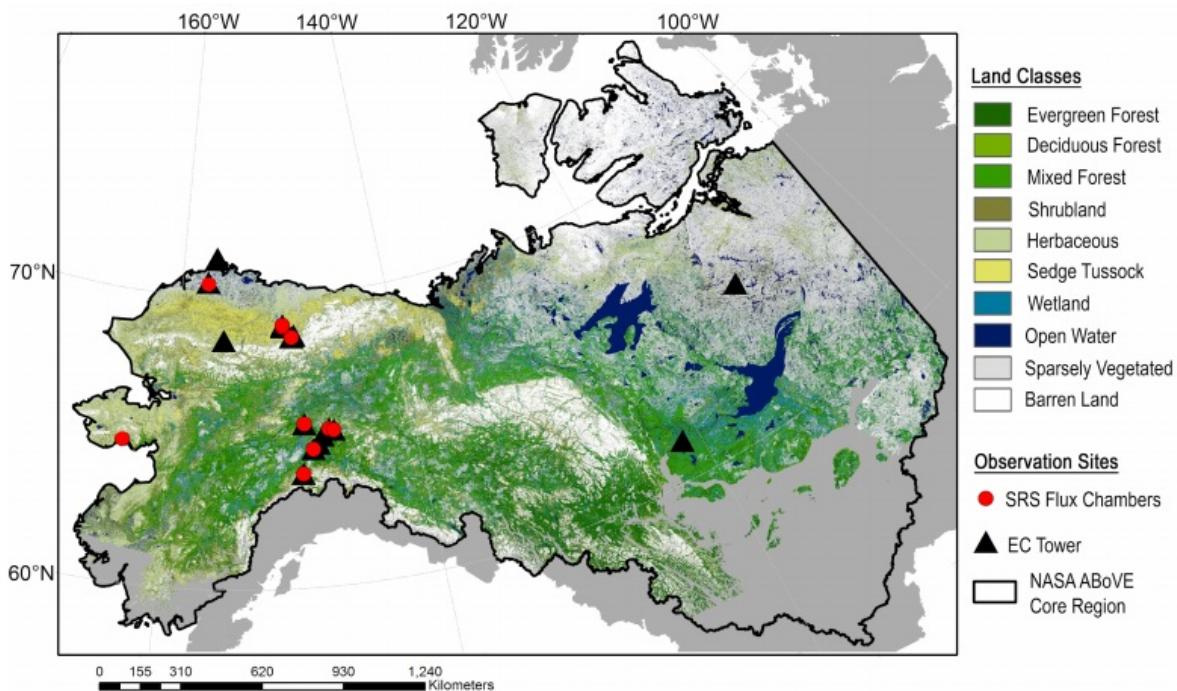 160°W 140°W 120°W 100°W
70°N
60°N
0 155 310 620 930 1,240
Kilometers
Land Classes
Evergreen Forest
Deciduous Forest
Mixed Forest
Shrubland
Herbaceous
Sedge Tussock
Wetland
Open Water
Sparsely Vegetated
Barren Land
Observation Sites
SRS Flux Chambers
EC Tower
NASA ABoVE
Core Region